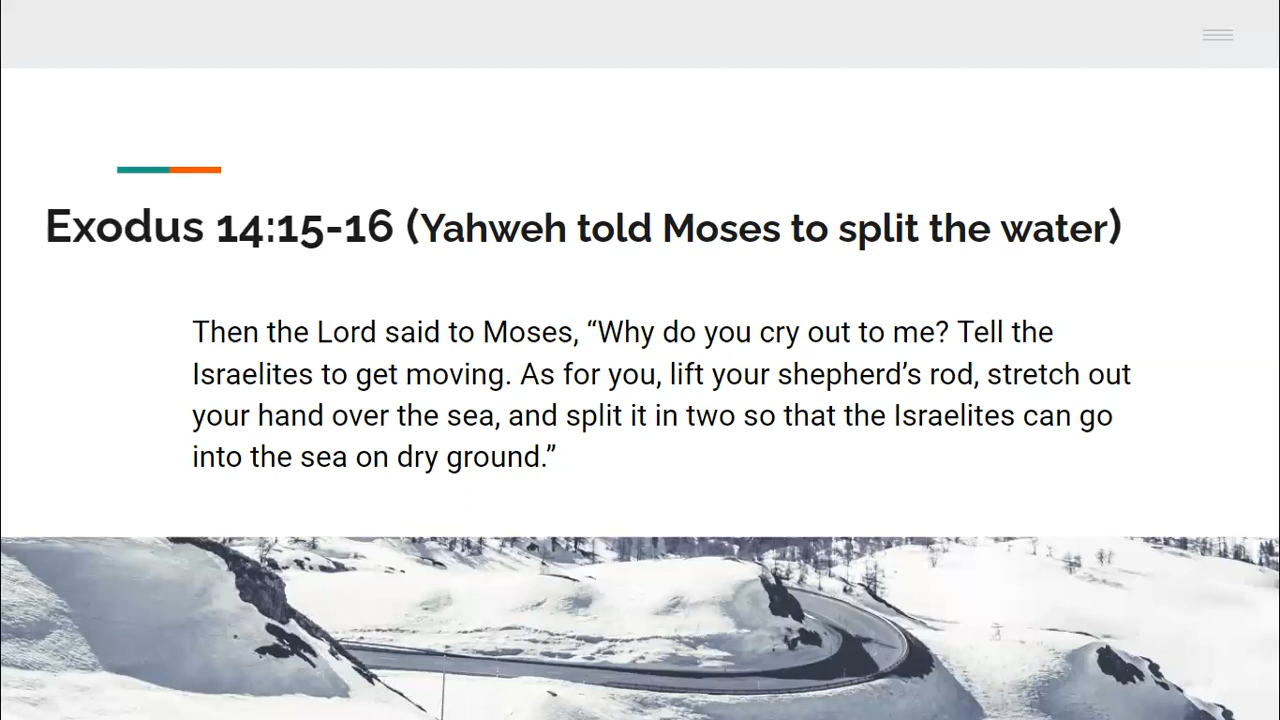 Exodus 14:15-16 (Yahweh told Moses to split the water)
Then the Lord said to Moses, “Why do you cry out to me? Tell the
Israelites to get moving. As for you, lift your shepherd’s rod, stretch out
your hand over the sea, and split it in two so that the Israelites can go
into the sea on dry ground.”